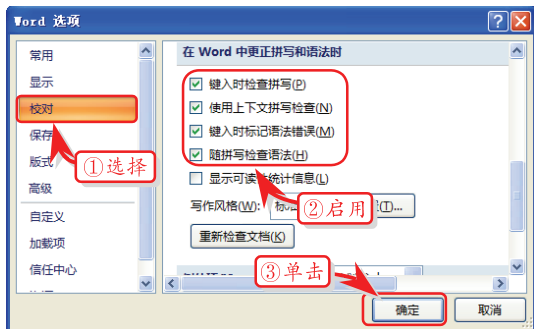 Word 选项
常用
显示
校对
保存
版式
高级
自定义
加载项
信任中心
①选择
在 Word 中更正拼写和语法时
键入时检查拼写(P)
使用上下文拼写检查(N)
键入时标记语法错误(M)
随拼写检查语法(H)
显示可读性统计信息(L)
写作风格(W):
(T)...
②启用
重新检查文档(K)
③单击
确定
取消